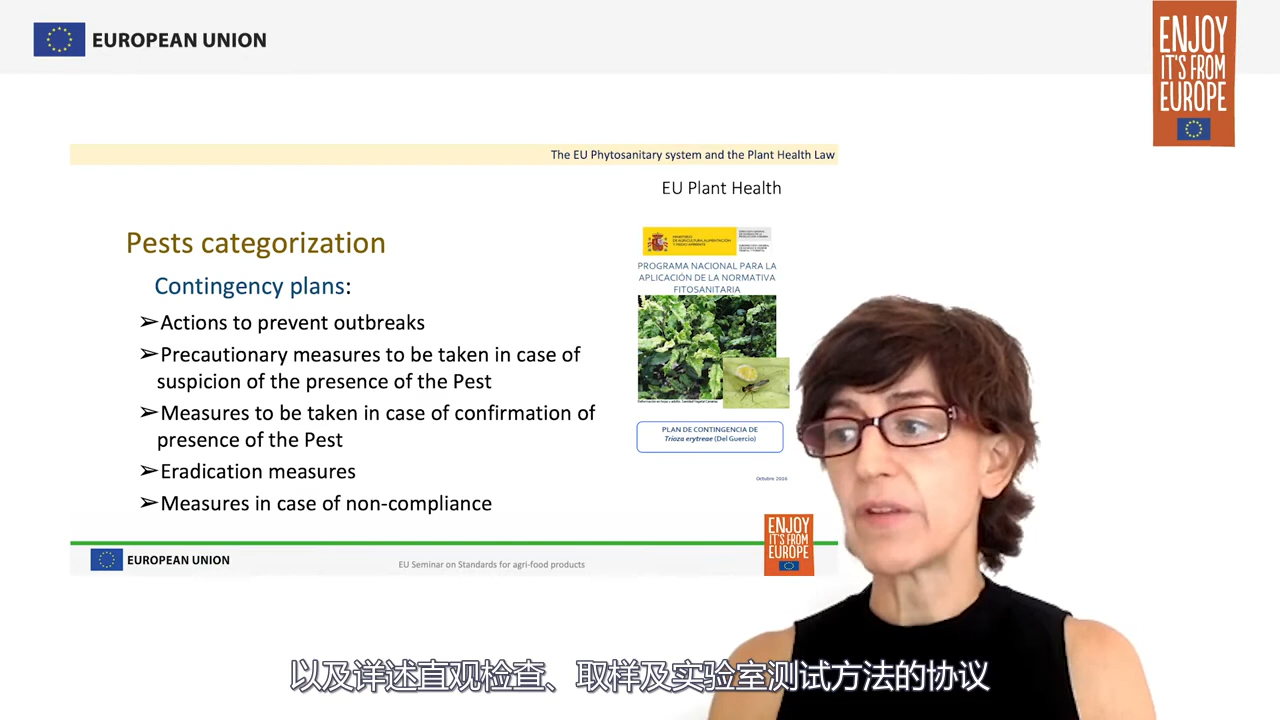 EUROPEAN UNION
ENJOY
IT'S FROM
EUROPE
The EU Phytosanitary system and the Plant Health Law
EU Plant Health
Pests categorization
Contingency plans:
➢Actions to prevent outbreaks
➢Precautionary measures to be taken in case of
suspicion of the presence of the Pest
➢Measures to be taken in case of confirmation of
presence of the Pest
➢Eradication measures
➢Measures in case of non-compliance
PROGRAMA NACIONAL PARA LA
APLICACIÓN DE LA NORMATIVA
FITOSANITARIA
PLAN DE CONTINGENCIA DE
Trioza erytreae (Del Guercio)
Octubre 2016
EUROPEAN UNION
EU Seminar on Standards for agri-food products
ENJOY
IT'S FROM
EUROPE
以及详述直观检查、取样及实验室测试方法的协议